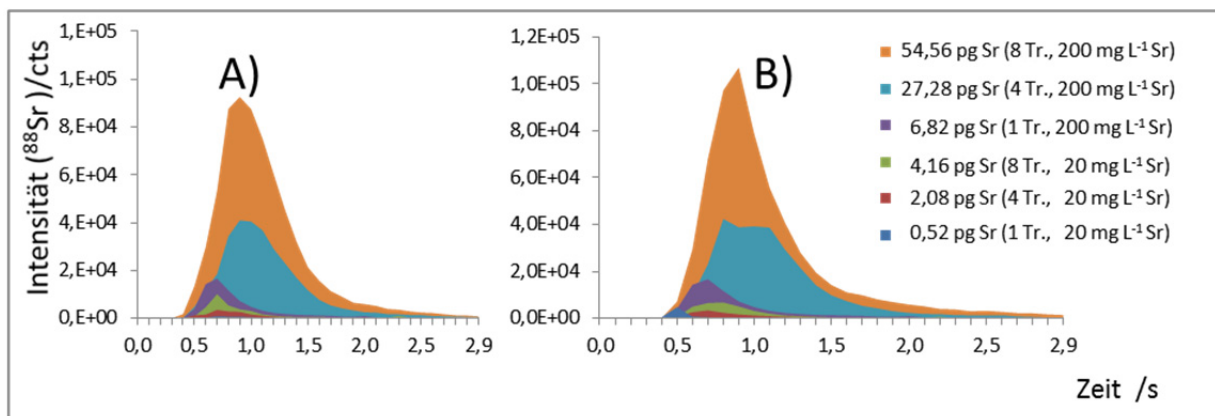 Intensität (⁸⁸Sr)/cts
1,E+05
1,E+05
8,E+04
6,E+04
4,E+04
2,E+04
0,E+00
A)
0,0 0,5 1,0 1,5 2,0 2,5 2,9
1,2E+05
1,0E+05
8,0E+04
6,0E+04
4,0E+04
2,0E+04
0,0E+00
B)
0,0 0,5 1,0 1,5 2,0 2,5 2,9
54,56 pg Sr (8 Tr., 200 mg L⁻¹ Sr)
27,28 pg Sr (4 Tr., 200 mg L⁻¹ Sr)
6,82 pg Sr (1 Tr., 200 mg L⁻¹ Sr)
4,16 pg Sr (8 Tr., 20 mg L⁻¹ Sr)
2,08 pg Sr (4 Tr., 20 mg L⁻¹ Sr)
0,52 pg Sr (1 Tr., 20 mg L⁻¹ Sr)
Zeit /s